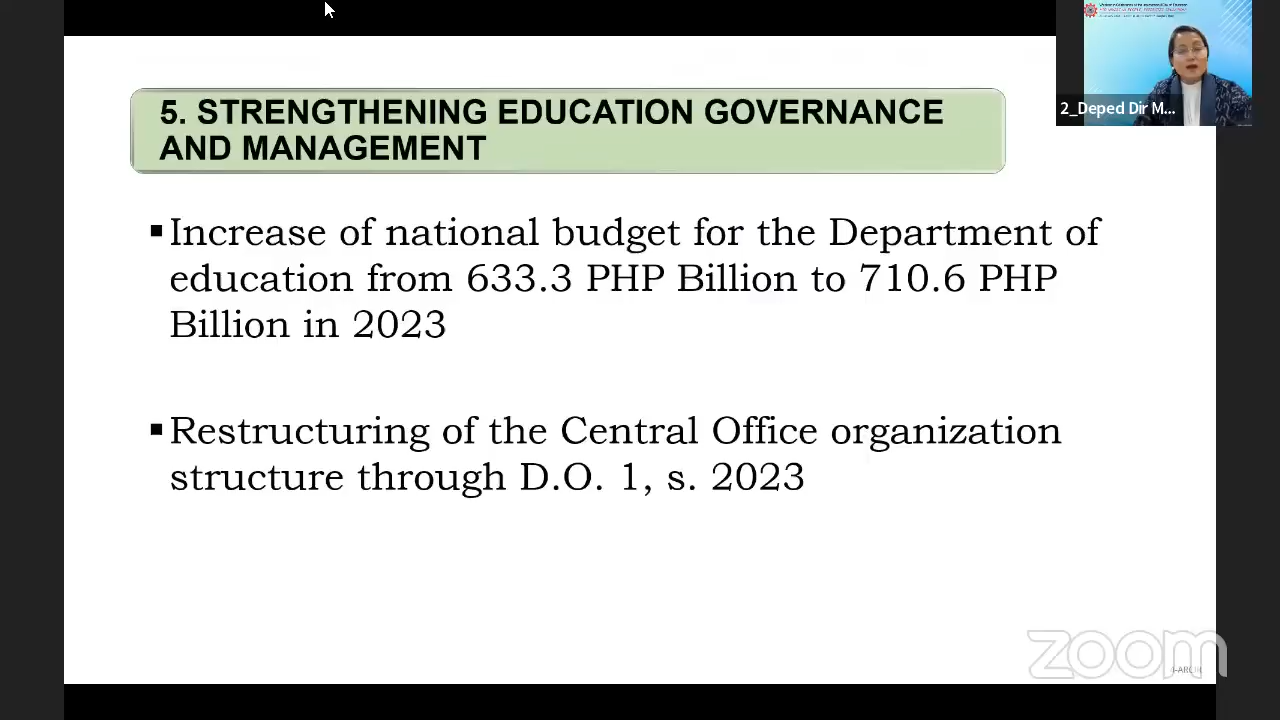 5. STRENGTHENING EDUCATION GOVERNANCE
AND MANAGEMENT
2_Deped Dir M...
▪Increase of national budget for the Department of
education from 633.3 PHP Billion to 710.6 PHP
Billion in 2023
▪Restructuring of the Central Office organization
structure through D.O. 1, s. 2023
zoom